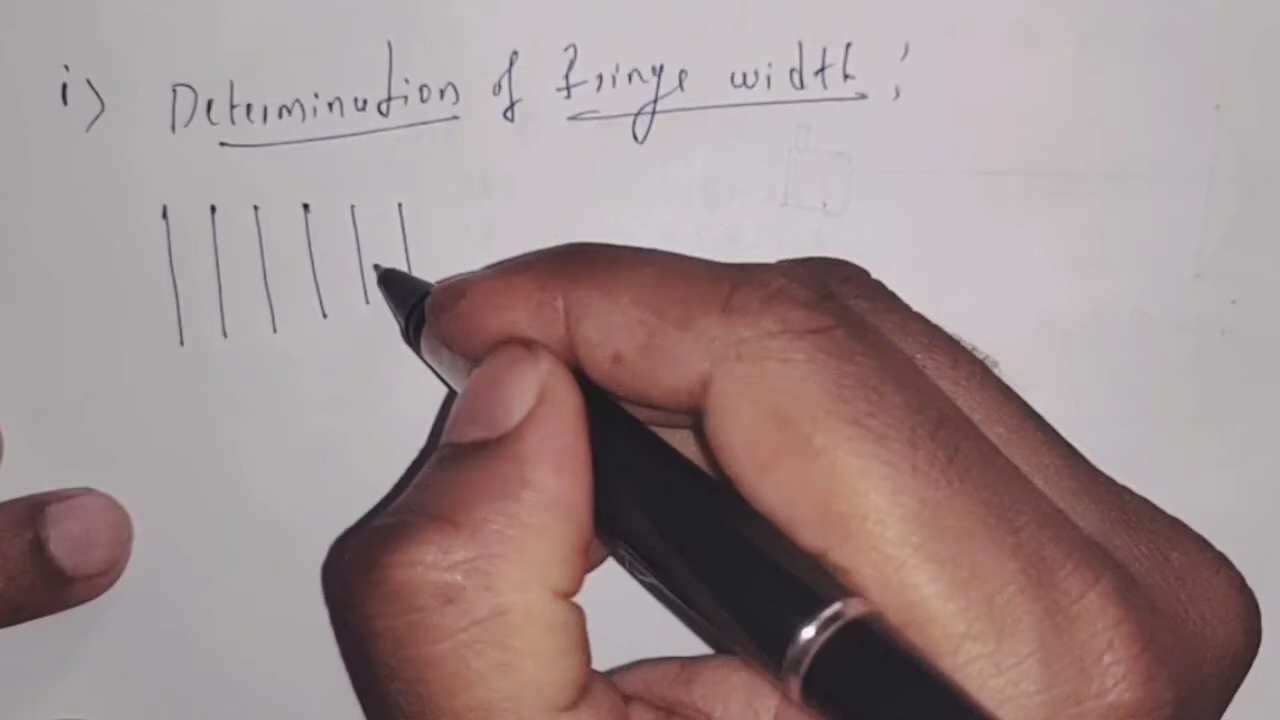 i) Determination of fringe width :